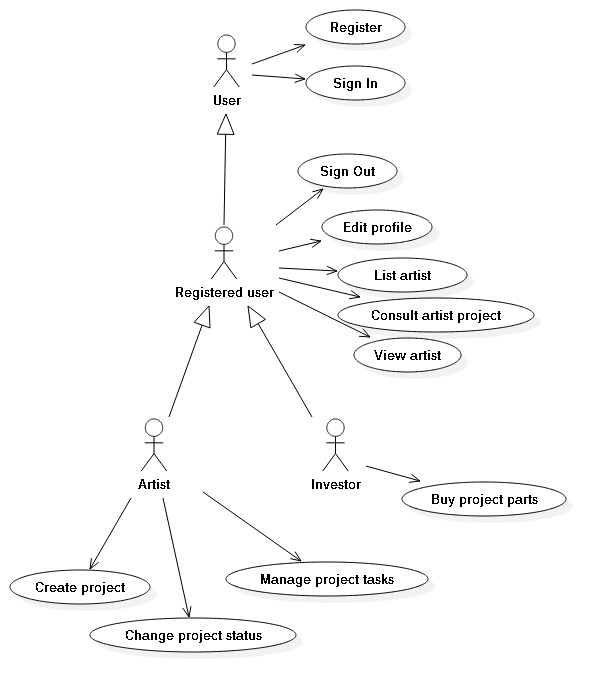 Register
Sign In
User
Sign Out
Edit profile
List artist
Registered user
Consult artist project
View artist
Artist
Investor
Buy project parts
Manage project tasks
Create project
Change project status